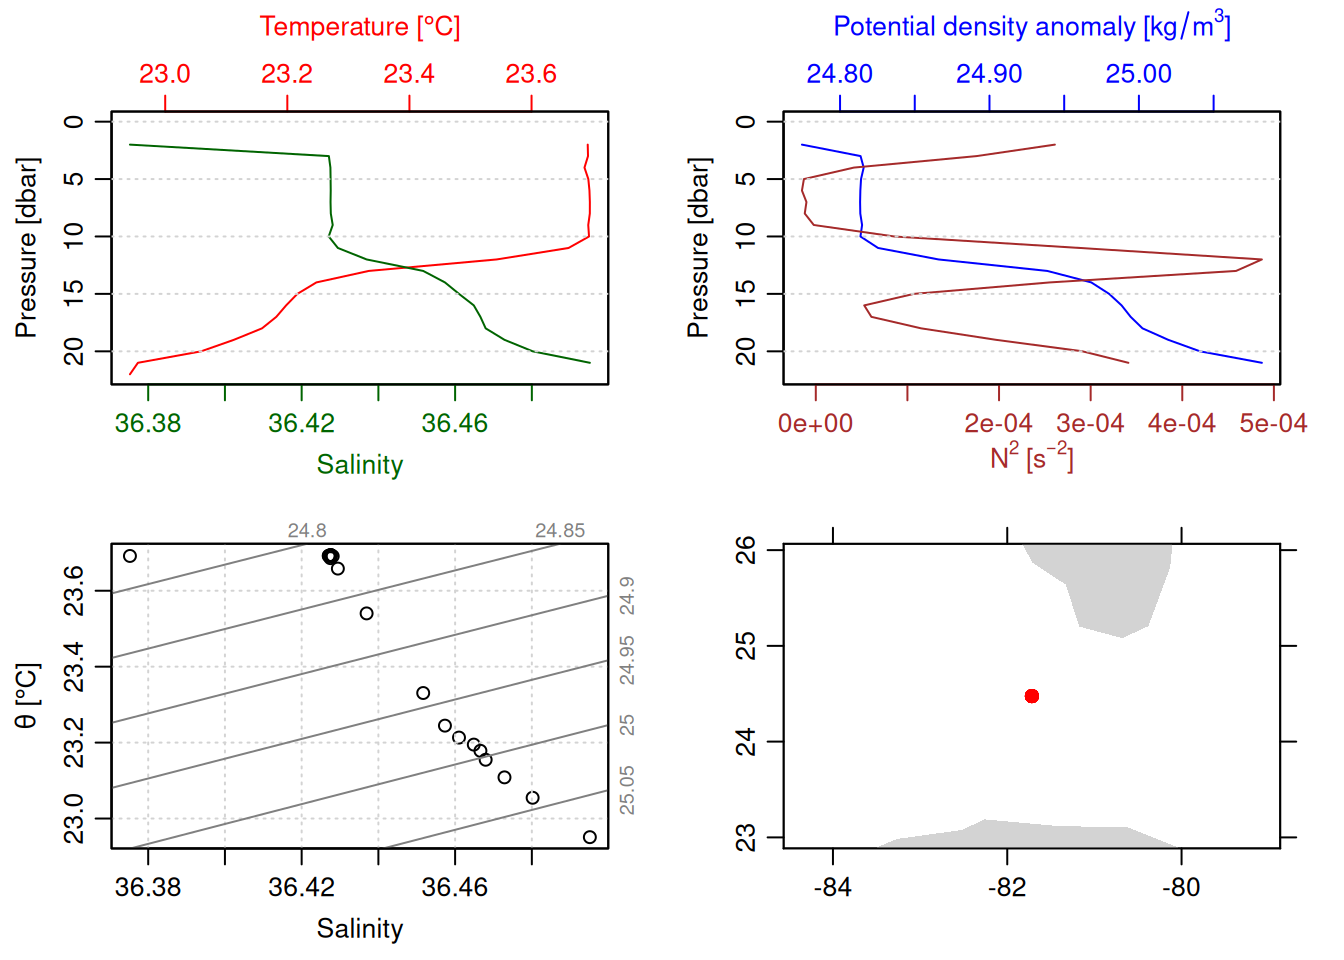 Temperature [°C]
23.0 23.2 23.4 23.6
Pressure [dbar]
0
5
10
15
20
36.38 36.42 36.46
Salinity
Potential density anomaly [kg/m³]
24.80 24.90 25.00
Pressure [dbar]
0
5
10
15
20
0e+00 2e-04 3e-04 4e-04 5e-04
N² [s⁻²]
24.8 24.85
θ [°C]
23.6
23.4
23.2
23.0
24.9
24.95
25
25.05
36.38 36.42 36.46
Salinity
26
25
24
23
-84 -82 -80